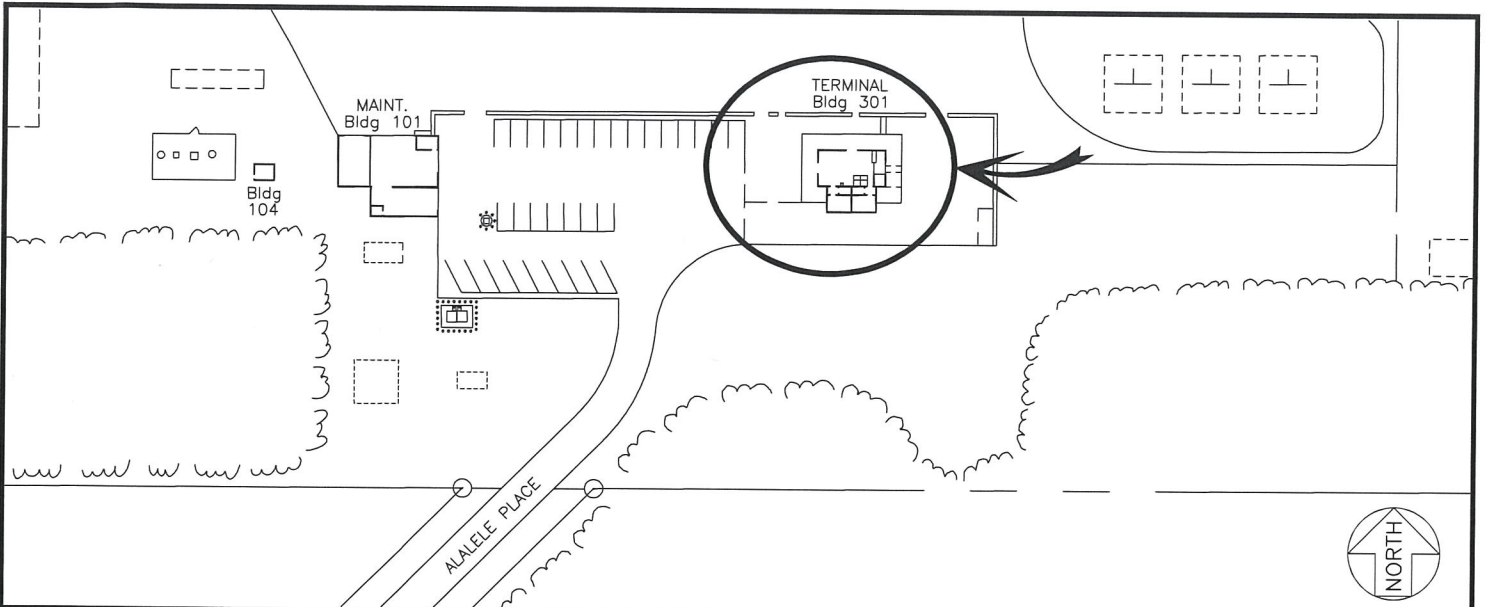 MAINT.
Bldg 101
TERMINAL
Bldg 301
Bldg
104
ALALELE PLACE
NORTH